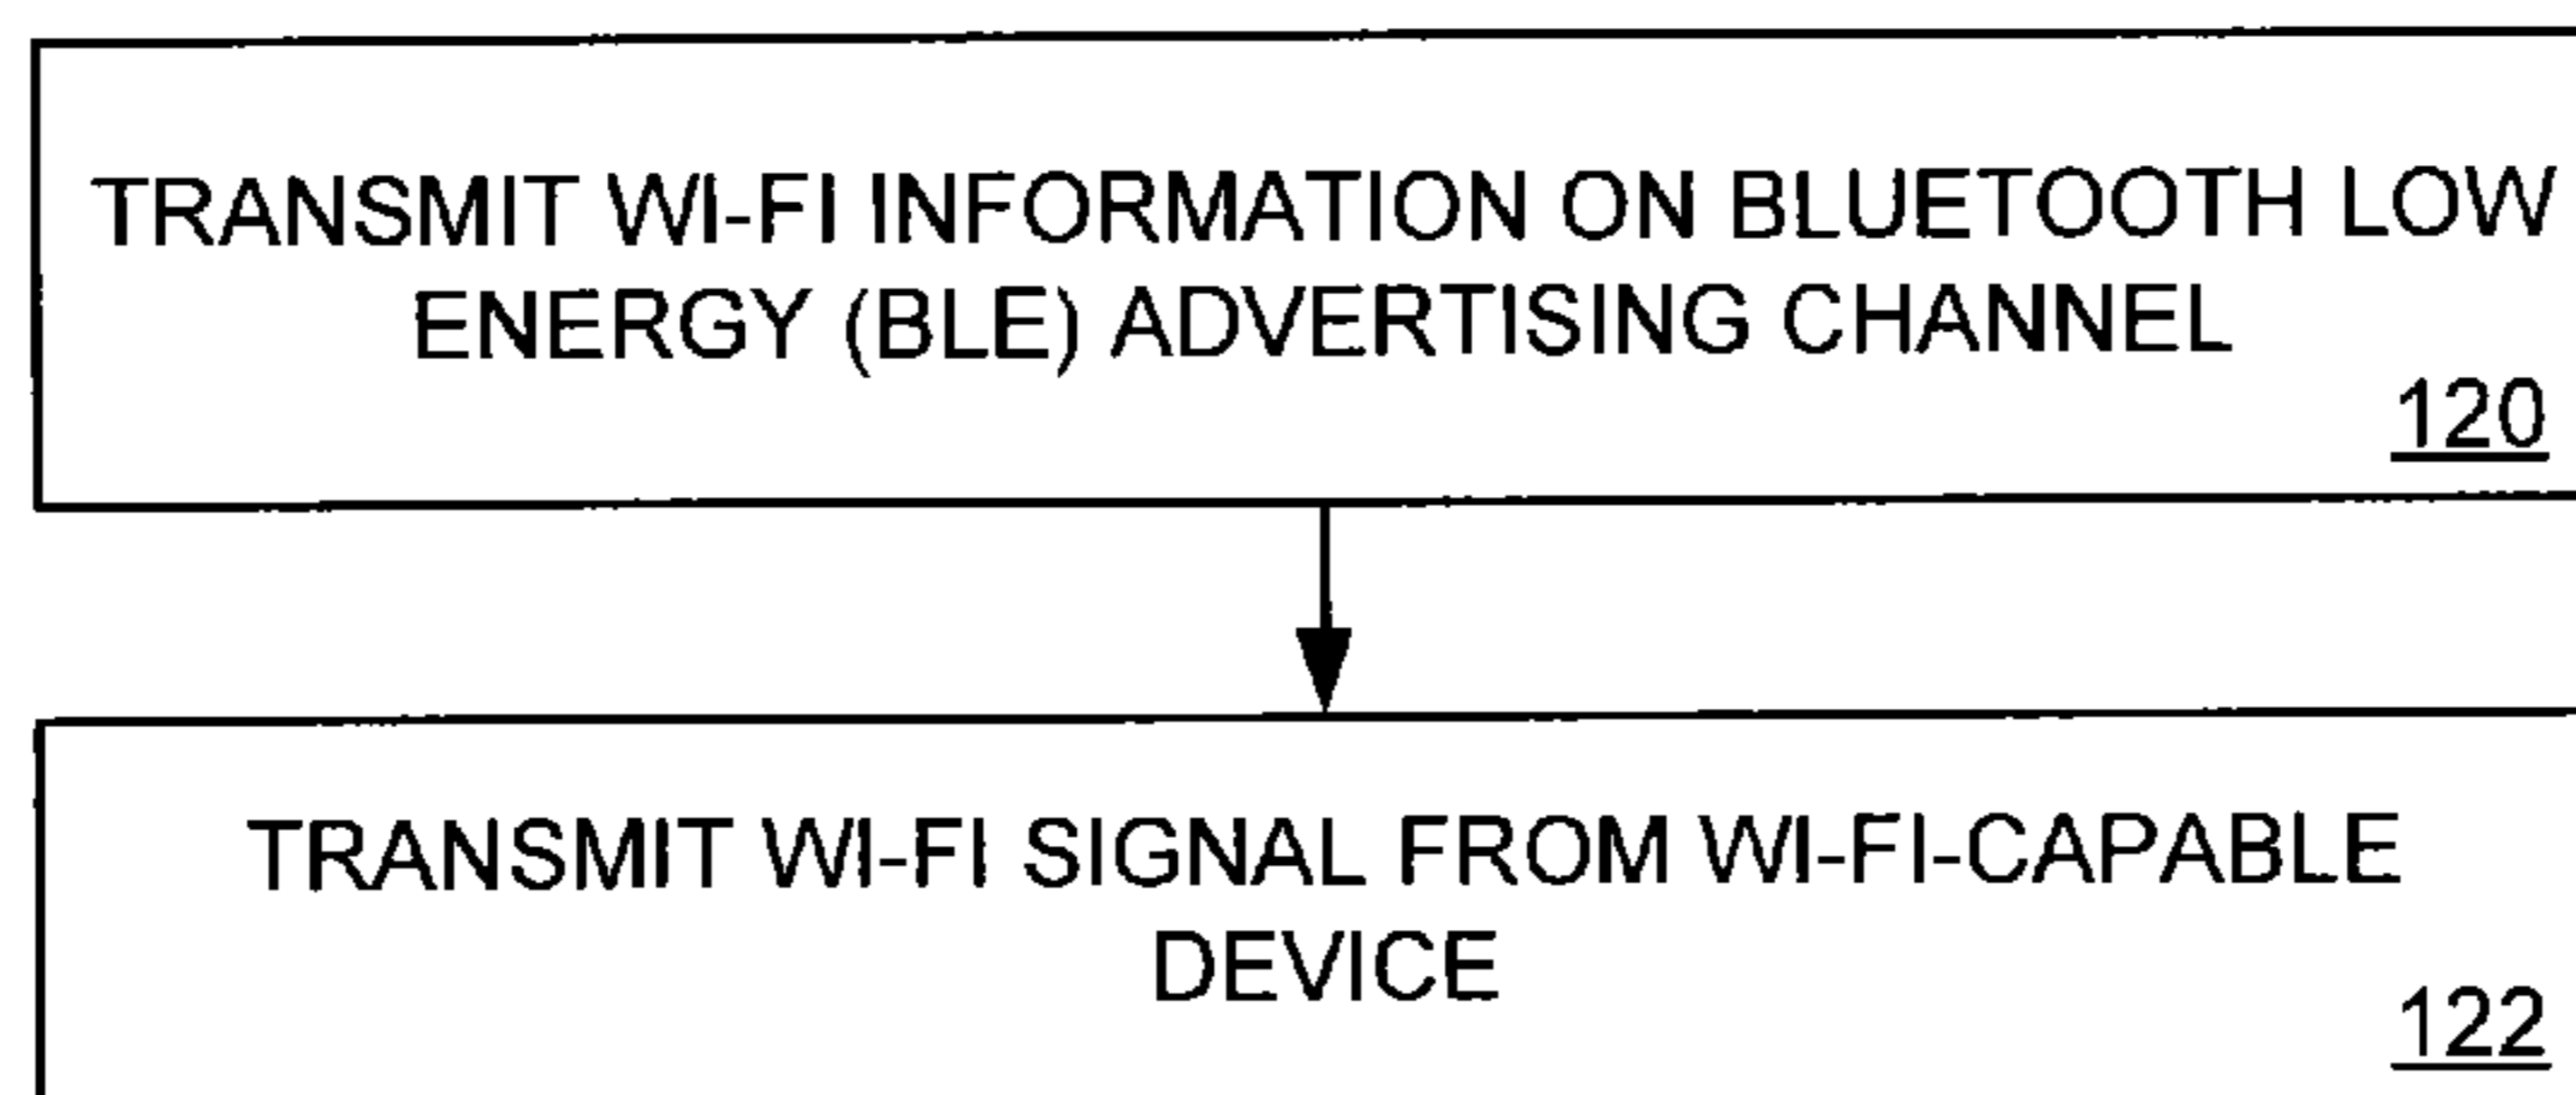 TRANSMIT WI-FI INFORMATION ON BLUETOOTH LOW
ENERGY (BLE) ADVERTISING CHANNEL
120
TRANSMIT WI-FI SIGNAL FROM WI-FI-CAPABLE
DEVICE
122